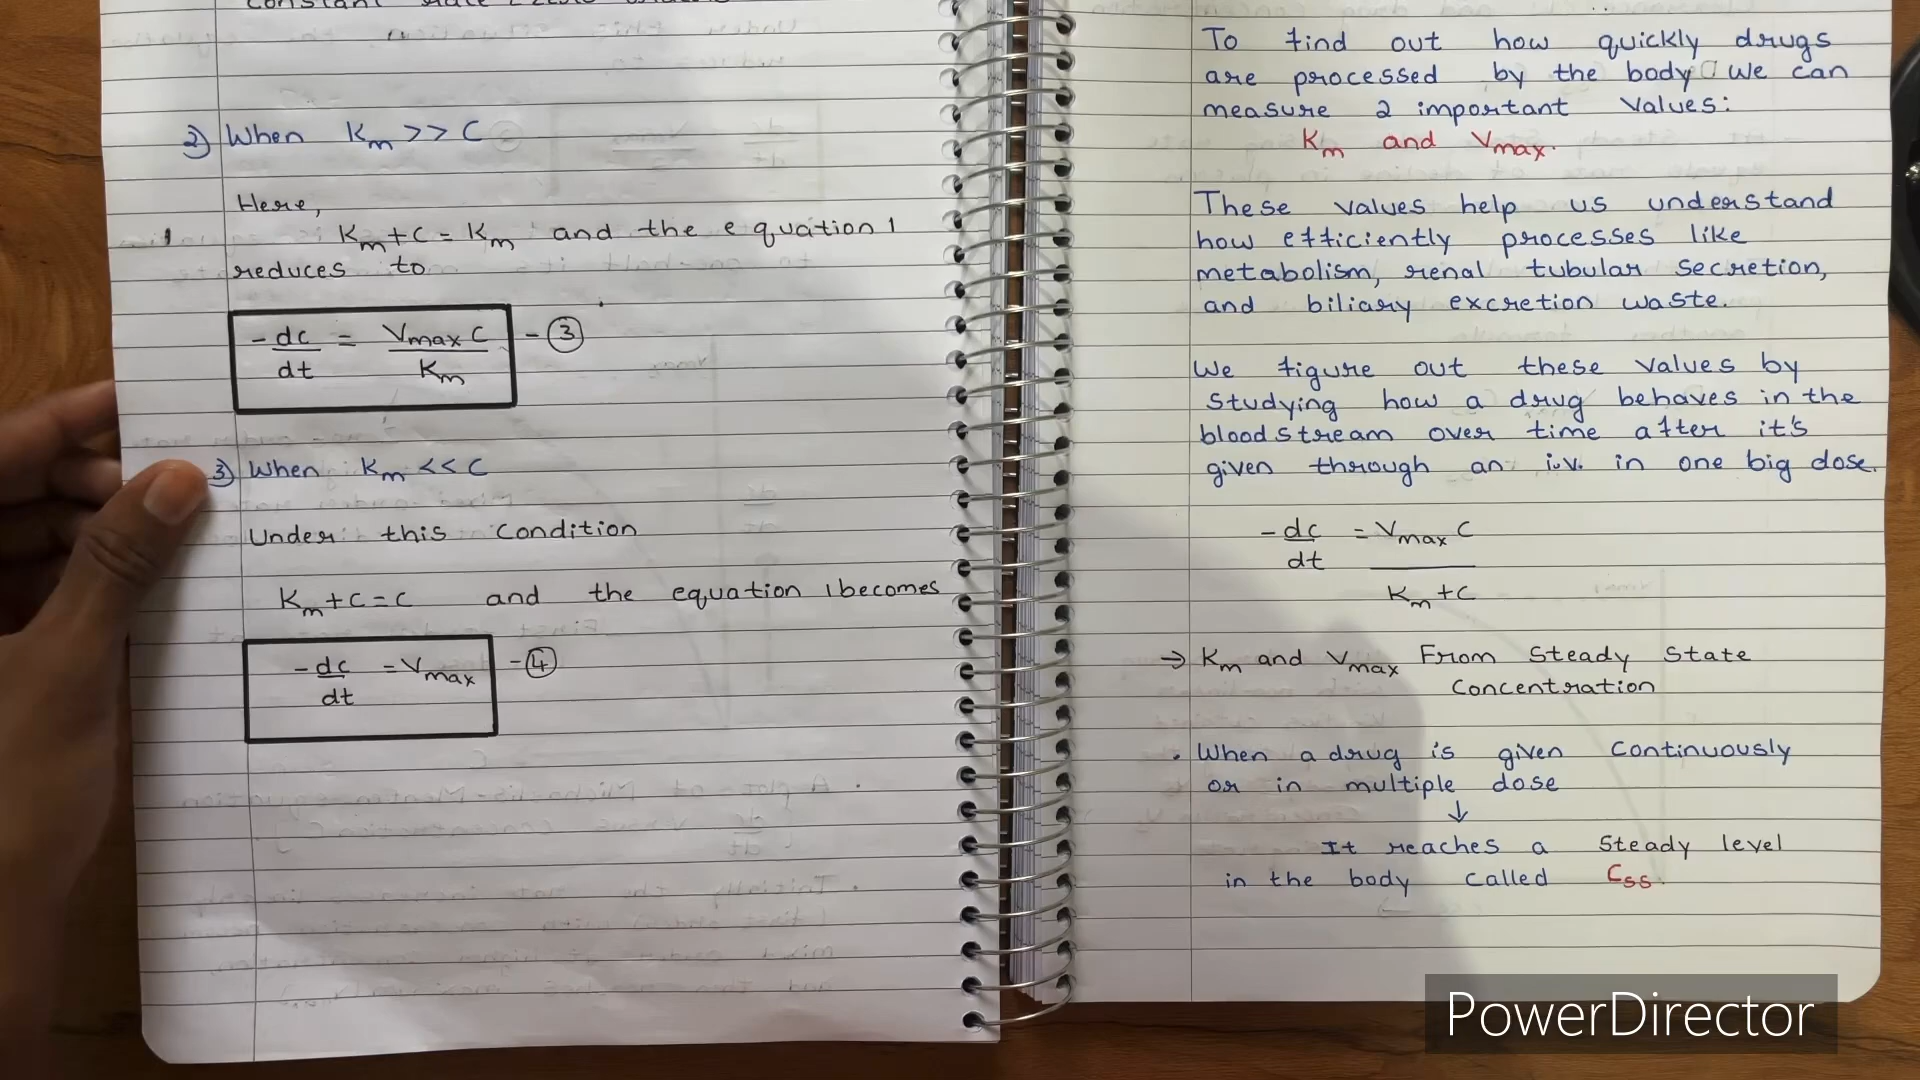 2) When Km >> C
Here,
Km+C = Km and the equation 1
reduces to
-dc/dt = Vmax C/Km -③
3) When Km << C
Under this Condition
Km+C=C and the equation 1 becomes
-dc/dt = Vmax -④
To find out how quickly drugs
are processed by the body we can
measure 2 important values:
Km and Vmax.
These values help us understand
how efficiently processes like
metabolism, renal tubular secretion,
and biliary excretion waste.
We figure out these values by
studying how a drug behaves in the
bloodstream over time after it's
given through an i.v. in one big dose.
-dc/dt = Vmax C/Km+C
→ Km and Vmax From Steady State
Concentration
. When a drug is given continuously
or in multiple dose
↓
It reaches a steady level
in the body called Css.
PowerDirector